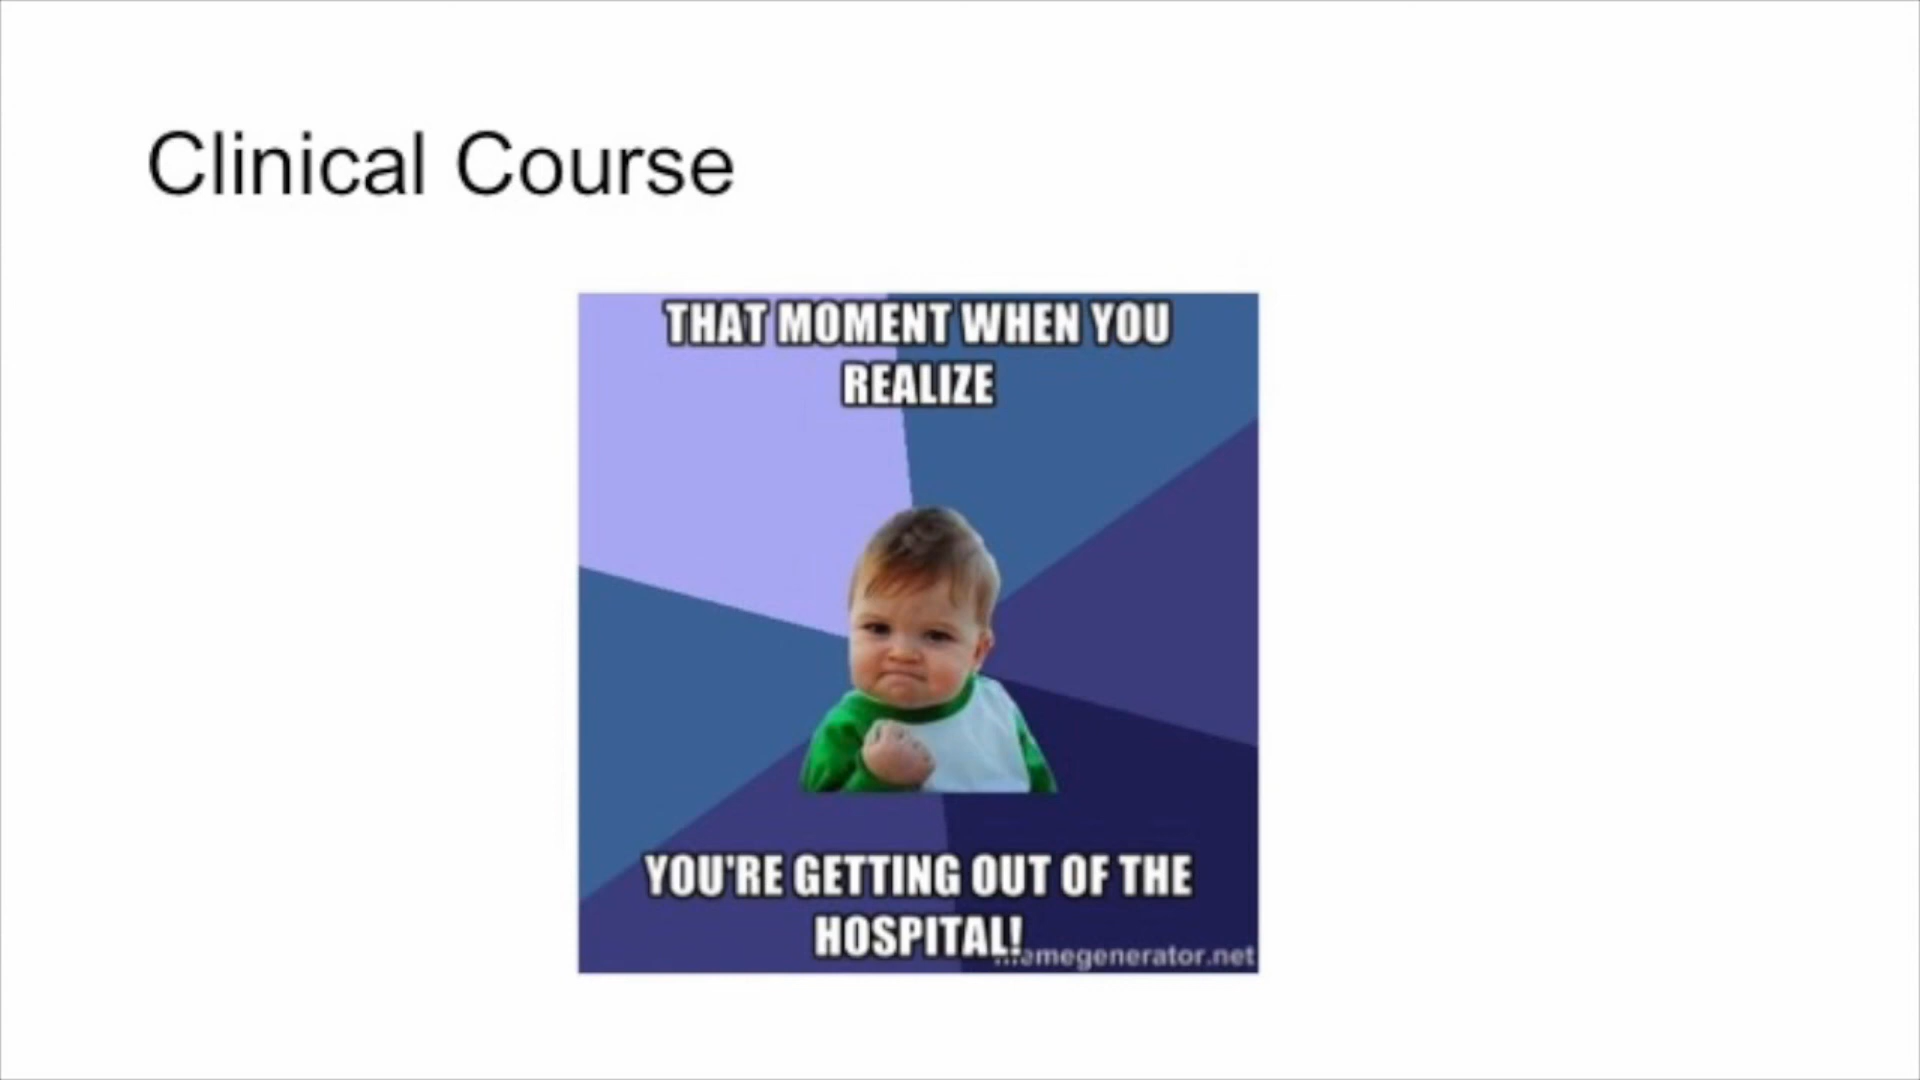 Clinical Course
THAT MOMENT WHEN YOU
REALIZE
YOU'RE GETTING OUT OF THE
HOSPITAL!
memegenerator.net